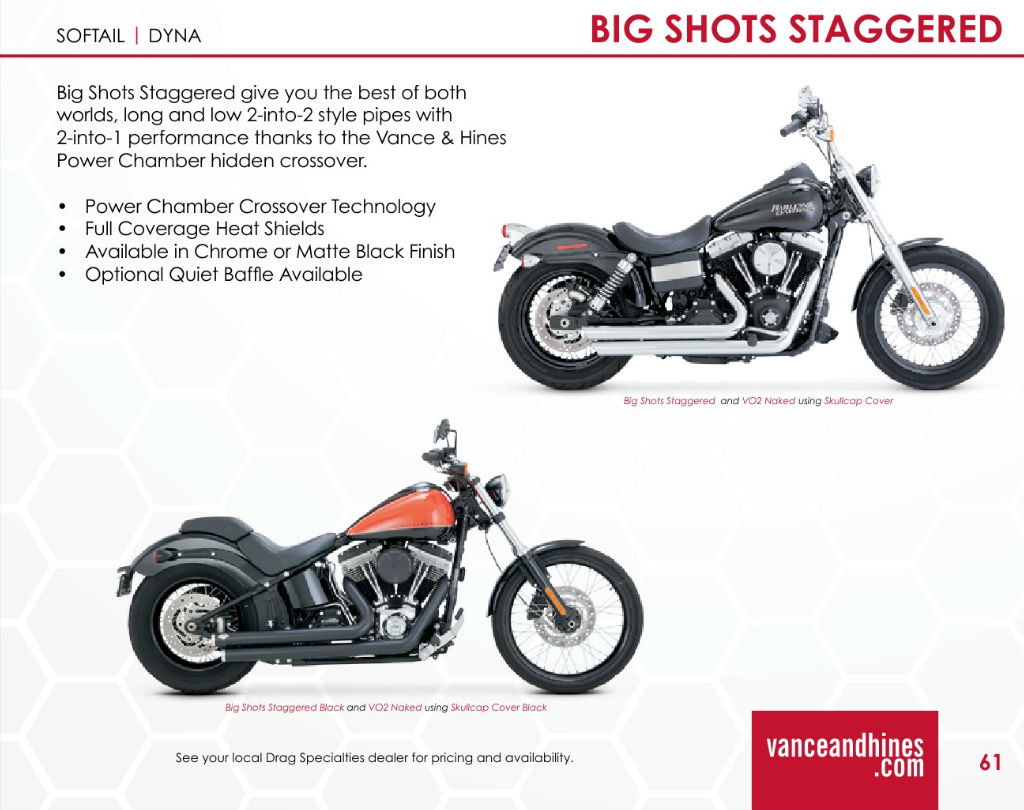 SOFTAIL | DYNA
BIG SHOTS STAGGERED
Big Shots Staggered give you the best of both
worlds, long and low 2-into-2 style pipes with
2-into-1 performance thanks to the Vance & Hines
Power Chamber hidden crossover.
• Power Chamber Crossover Technology
• Full Coverage Heat Shields
• Available in Chrome or Matte Black Finish
• Optional Quiet Baffle Available
HARLEY-DAVIDSON
Big Shots Staggered and VO2 Naked using Skullcap Cover
Big Shots Staggered Black and VO2 Naked using Skullcap Cover Black
See your local Drag Specialties dealer for pricing and availability.
vanceandhines
.com
61